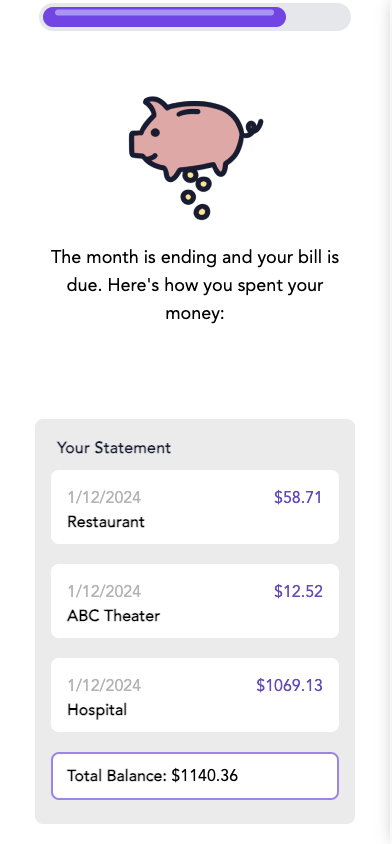 The month is ending and your bill is
due. Here's how you spent your
money:
Your Statement
1/12/2024 $58.71
Restaurant
1/12/2024 $12.52
ABC Theater
1/12/2024 $1069.13
Hospital
Total Balance: $1140.36